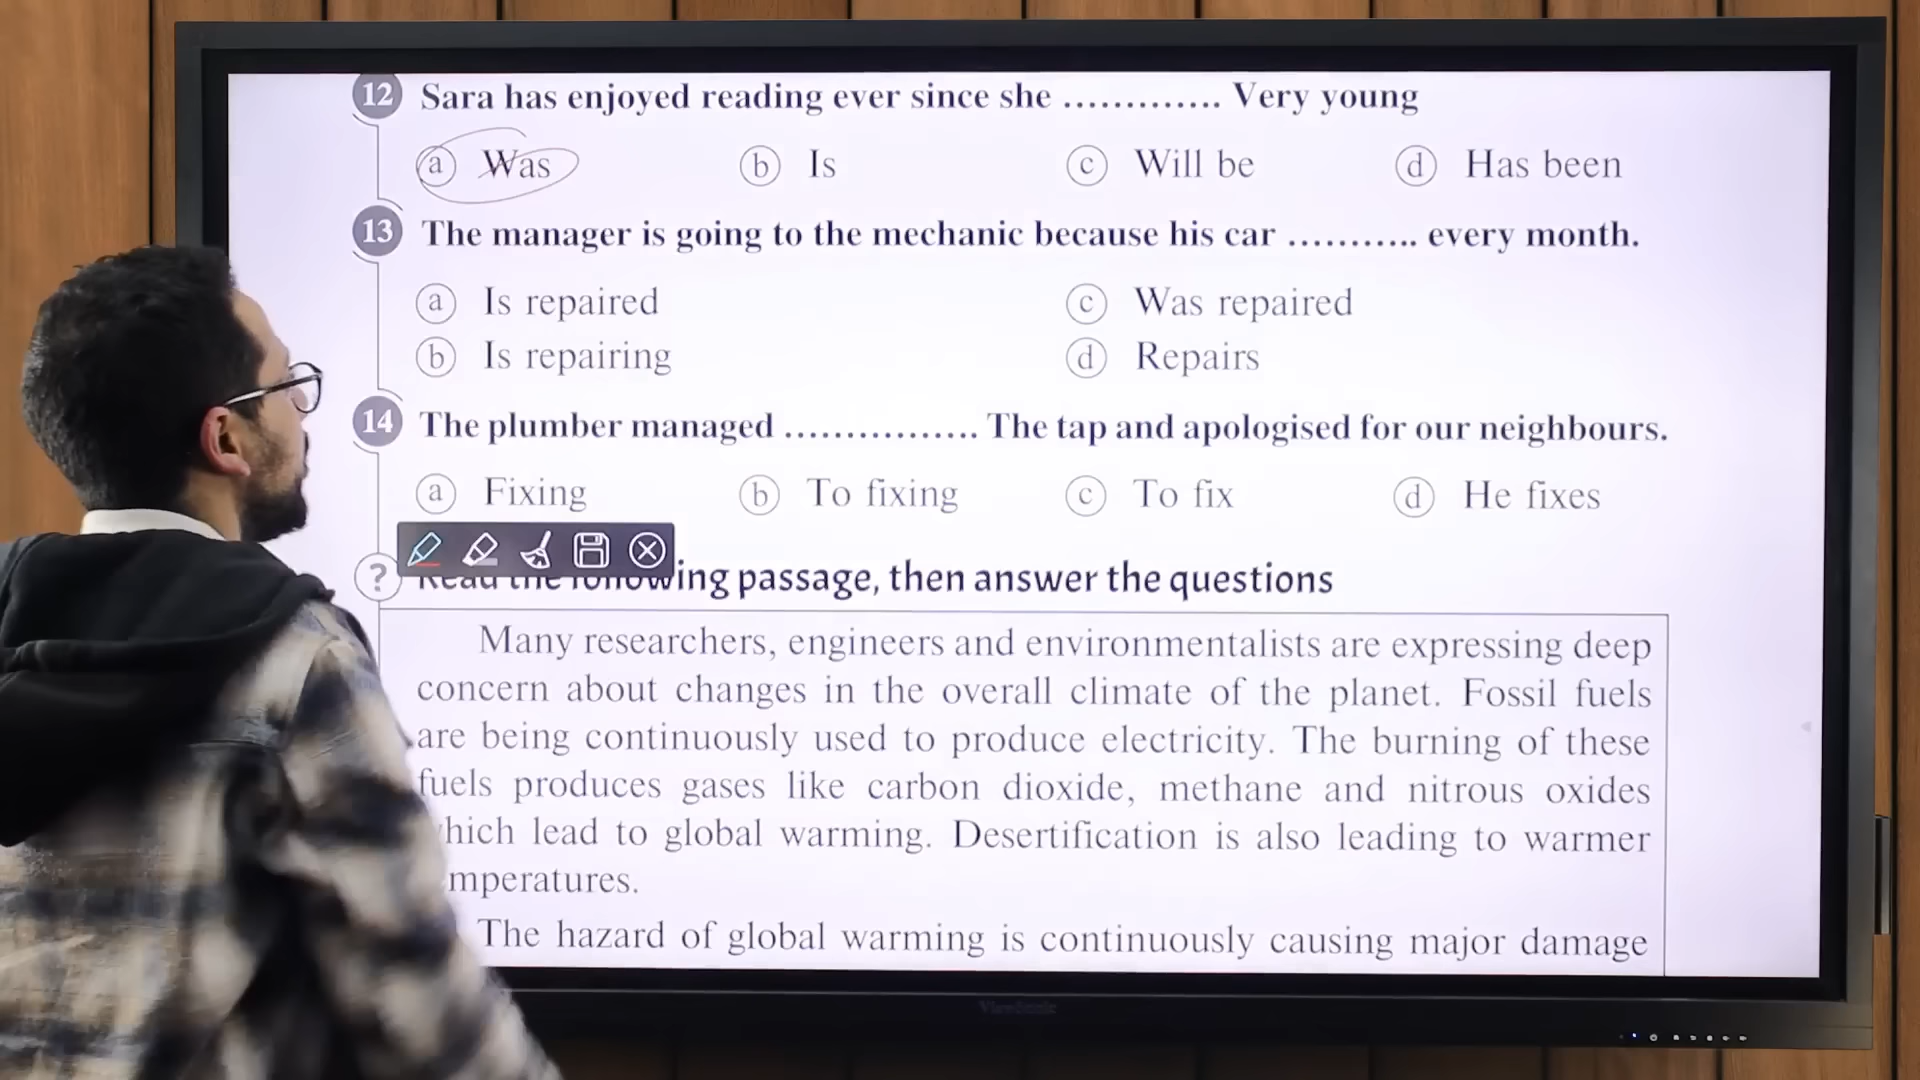 12 Sara has enjoyed reading ever since she ............. Very young
a Was b Is c Will be d Has been
13 The manager is going to the mechanic because his car ........... every month.
a Is repaired c Was repaired
b Is repairing d Repairs
14 The plumber managed ................ The tap and apologised for our neighbours.
a Fixing b To fixing c To fix d He fixes
? Read the following passage, then answer the questions
Many researchers, engineers and environmentalists are expressing deep
concern about changes in the overall climate of the planet. Fossil fuels
are being continuously used to produce electricity. The burning of these
fuels produces gases like carbon dioxide, methane and nitrous oxides
hich lead to global warming. Desertification is also leading to warmer
mperatures.
The hazard of global warming is continuously causing major damage
ViewSonic